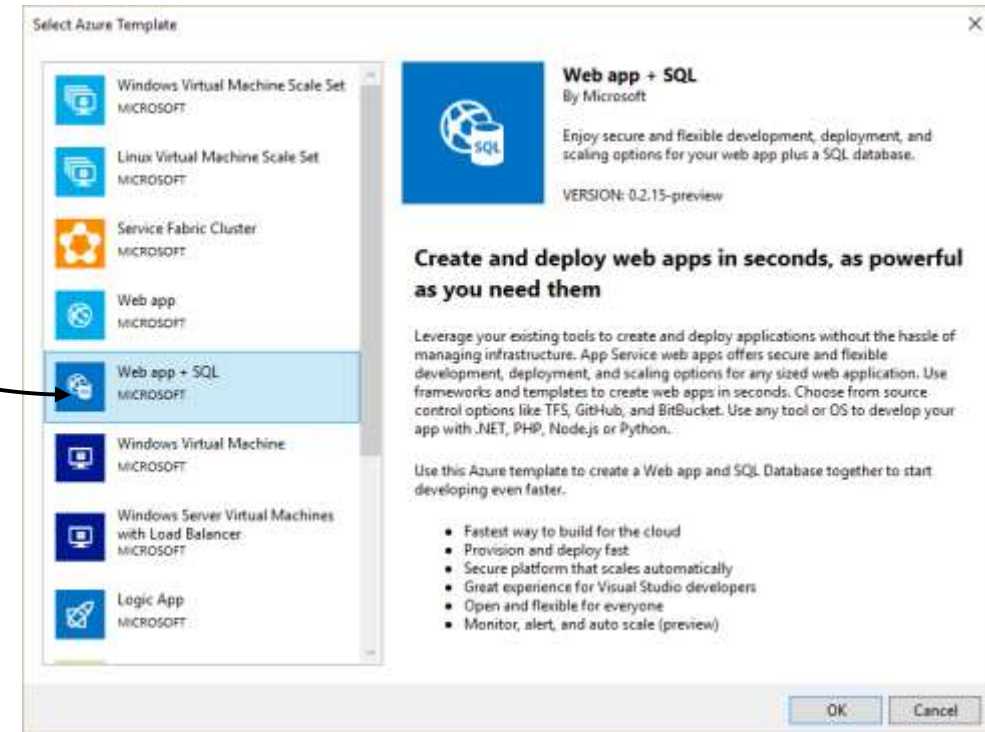 Select Azure Template
Windows Virtual Machine Scale Set
MICROSOFT
Linux Virtual Machine Scale Set
MICROSOFT
Service Fabric Cluster
MICROSOFT
Web app
MICROSOFT
Web app + SQL
MICROSOFT
Windows Virtual Machine
MICROSOFT
Windows Server Virtual Machines
with Load Balancer
MICROSOFT
Logic App
MICROSOFT
SQL
Web app + SQL
By Microsoft
Enjoy secure and flexible development, deployment, and
scaling options for your web app plus a SQL database.
VERSION: 0.2.15-preview
Create and deploy web apps in seconds, as powerful
as you need them
Leverage your existing tools to create and deploy applications without the hassle of
managing infrastructure. App Service web apps offers secure and flexible
development, deployment, and scaling options for any sized web application. Use
frameworks and templates to create web apps in seconds. Choose from source
control options like TFS, GitHub, and BitBucket. Use any tool or OS to develop your
app with .NET, PHP, Node.js or Python.
Use this Azure template to create a Web app and SQL Database together to start
developing even faster.
• Fastest way to build for the cloud
• Provision and deploy fast
• Secure platform that scales automatically
• Great experience for Visual Studio developers
• Open and flexible for everyone
• Monitor, alert, and auto scale (preview)
OK
Cancel